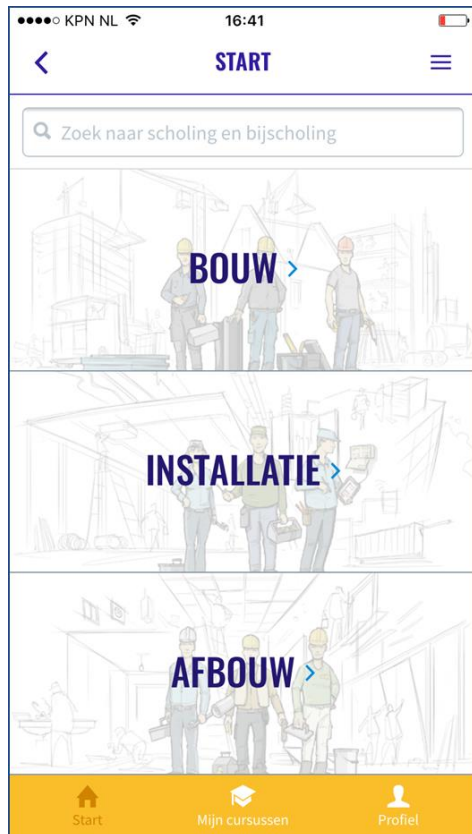 KPN NL 16:41
START
Zoek naar scholing en bijscholing
BOUW
INSTALLATIE
AFBOUW
Start Mijn cursussen Profiel